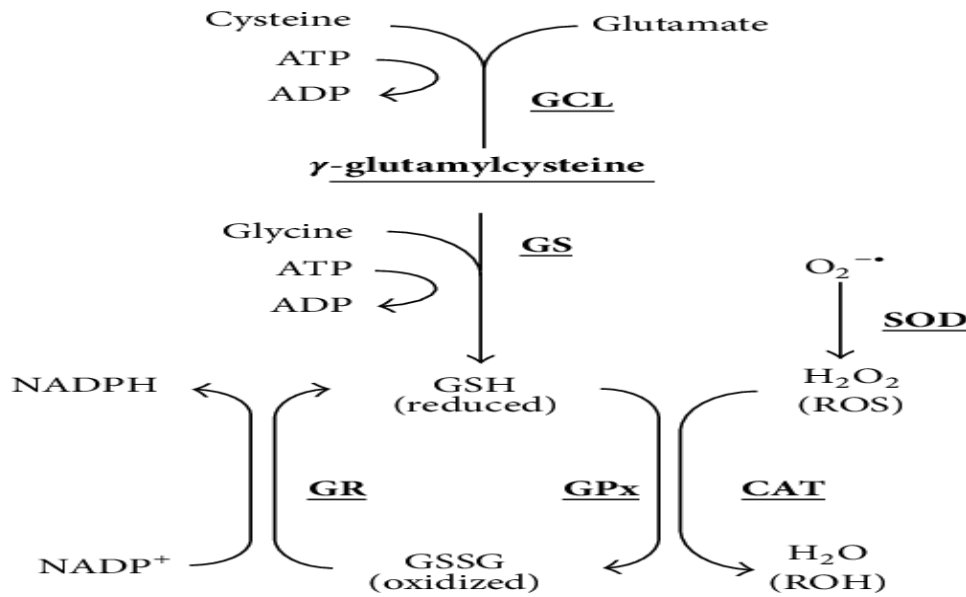 Cysteine
Glutamate
ATP
ADP
GCL
γ-glutamylcysteine
Glycine
GS
ATP
ADP
O₂⁻•
SOD
NADPH
GSH
(reduced)
H₂O₂
(ROS)
GR
GPx
CAT
NADP⁺
GSSG
(oxidized)
H₂O
(ROH)